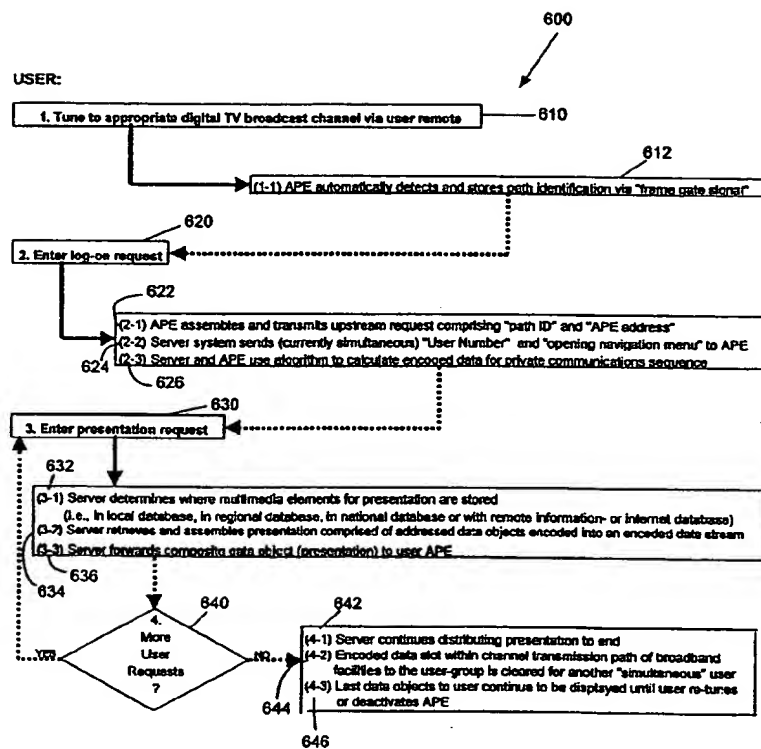 600
USER:
1. Tune to appropriate digital TV broadcast channel via user remote
610
612
(1-1) APE automatically detects and stores path identification via "frame gate signal"
620
2. Enter log-on request
622
(2-1) APE assembles and transmits upstream request comprising "path ID" and "APE address"
624
(2-2) Server system sends (currently simultaneous) "User Number" and "opening navigation menu" to APE
(2-3) Server and APE use algorithm to calculate encoded data for private communications sequence
626
630
3. Enter presentation request
632
(3-1) Server determines where multimedia elements for presentation are stored
(i.e., in local database, in regional database, in national database or with remote information- or internet database)
(3-2) Server retrieves and assembles presentation comprised of addressed data objects encoded into an encoded data stream
(3-3) Server forwards composite data object (presentation) to user APE
634
636
640
4.
More
User
Requests
?
YES
NO
642
(4-1) Server continues distributing presentation to end
(4-2) Encoded data slot within channel transmission path of broadband
facilities to the user-group is cleared for another "simultaneous" user
644
(4-3) Last data objects to user continue to be displayed until user re-tunes
or deactivates APE
646